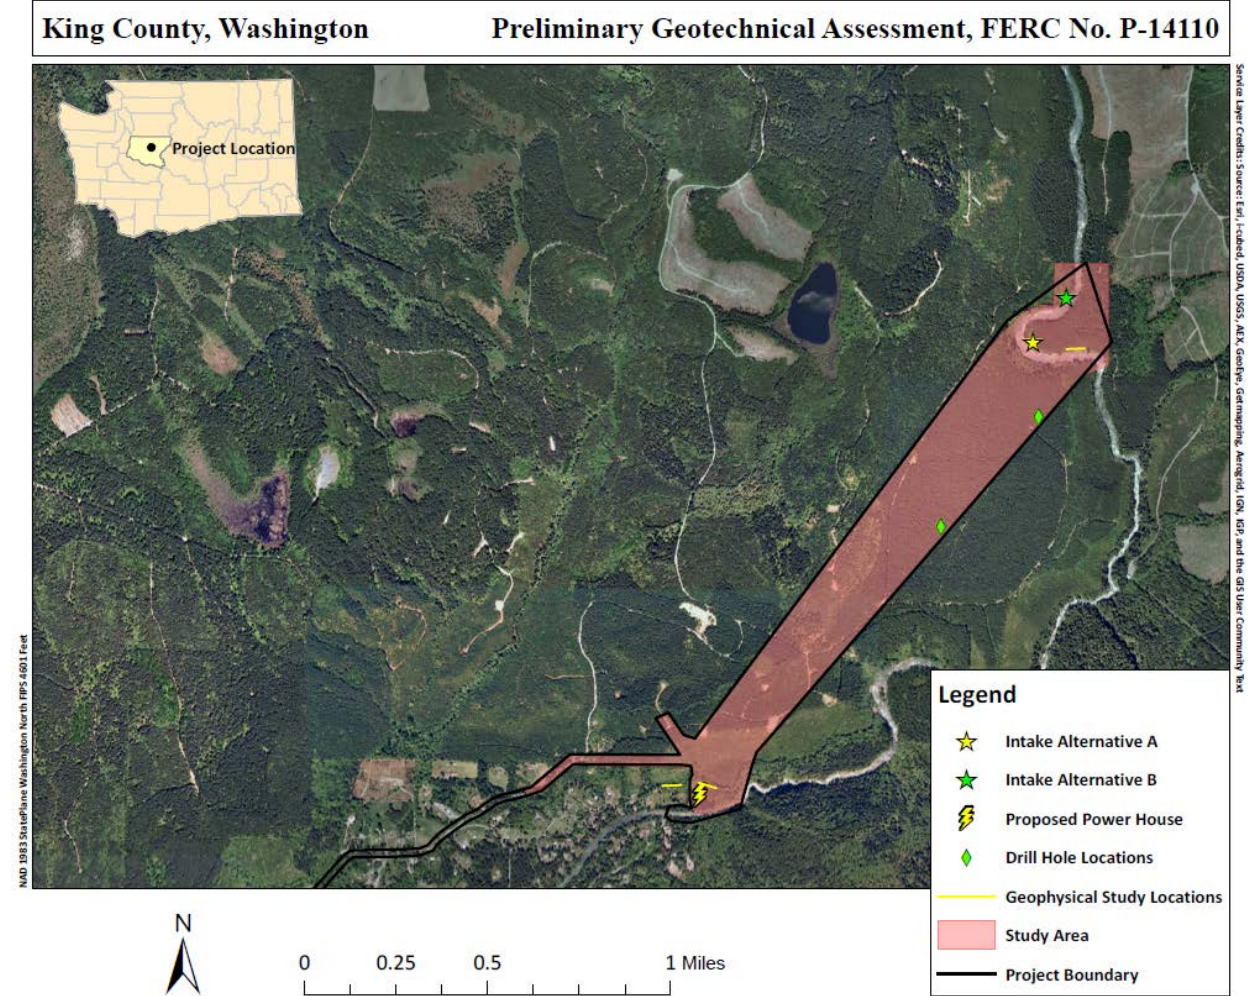 King County, Washington
Preliminary Geotechnical Assessment, FERC No. P-14110
Project Location
Service Layer Credits: Source: Esri, i-cubed, USDA, USGS, AEX, GeoEye, Getmapping, Aerogrid, IGN, IGP, and the GIS User Community Text
NAD 1983 StatePlane Washington North FIPS 4601 Feet
Legend
Intake Alternative A
Intake Alternative B
Proposed Power House
Drill Hole Locations
Geophysical Study Locations
Study Area
Project Boundary
N
0 0.25 0.5 1 Miles